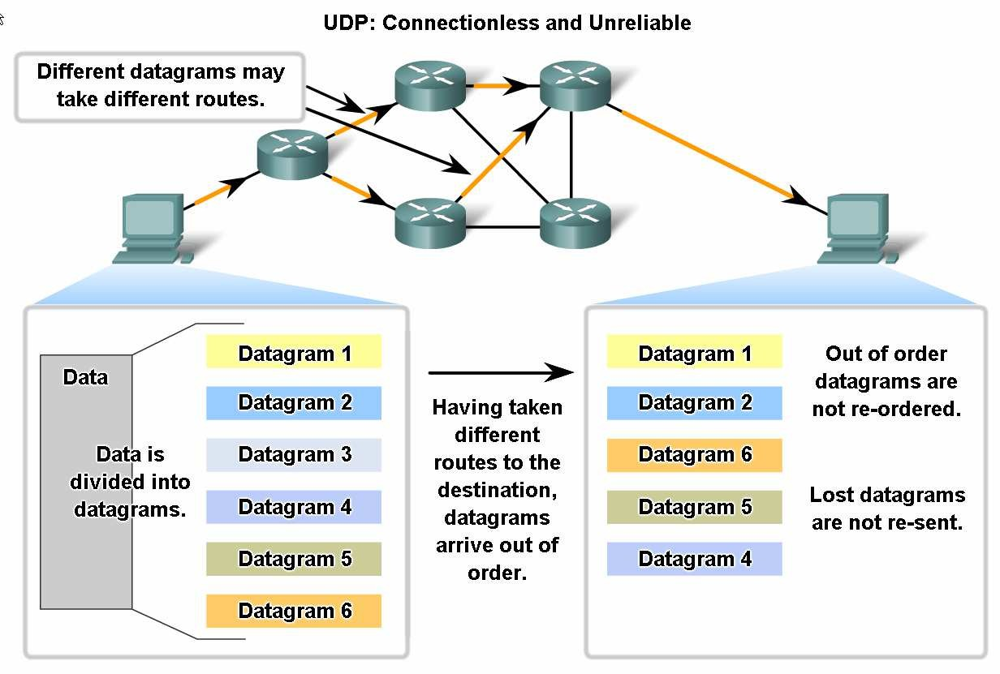 UDP: Connectionless and Unreliable
Different datagrams may
take different routes.
Data
Data is
divided into
datagrams.
Datagram 1
Datagram 2
Datagram 3
Datagram 4
Datagram 5
Datagram 6
Having taken
different
routes to the
destination,
datagrams
arrive out of
order.
Datagram 1
Datagram 2
Datagram 6
Datagram 5
Datagram 4
Out of order
datagrams are
not re-ordered.
Lost datagrams
are not re-sent.